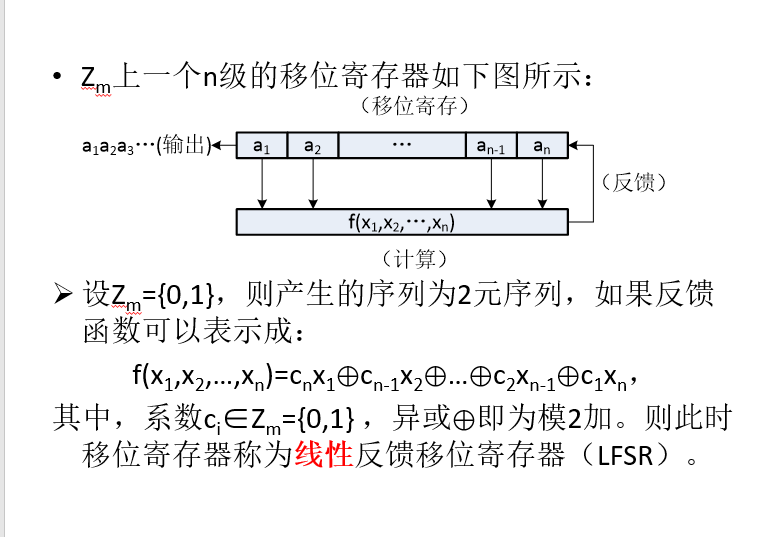 • Zₘ上一个n级的移位寄存器如下图所示：
（移位寄存）
a₁a₂a₃…(输出)
a₁ a₂ … aₙ₋₁ aₙ
（反馈）
f(x₁,x₂,…,xₙ)
（计算）
➢ 设Zₘ={0,1}，则产生的序列为2元序列，如果反馈
函数可以表示成：
f(x₁,x₂,…,xₙ)=cₙx₁⊕cₙ₋₁x₂⊕…⊕c₂xₙ₋₁⊕c₁xₙ，
其中，系数cᵢ∈Zₘ={0,1}，异或⊕即为模2加。则此时
移位寄存器称为线性反馈移位寄存器（LFSR）。